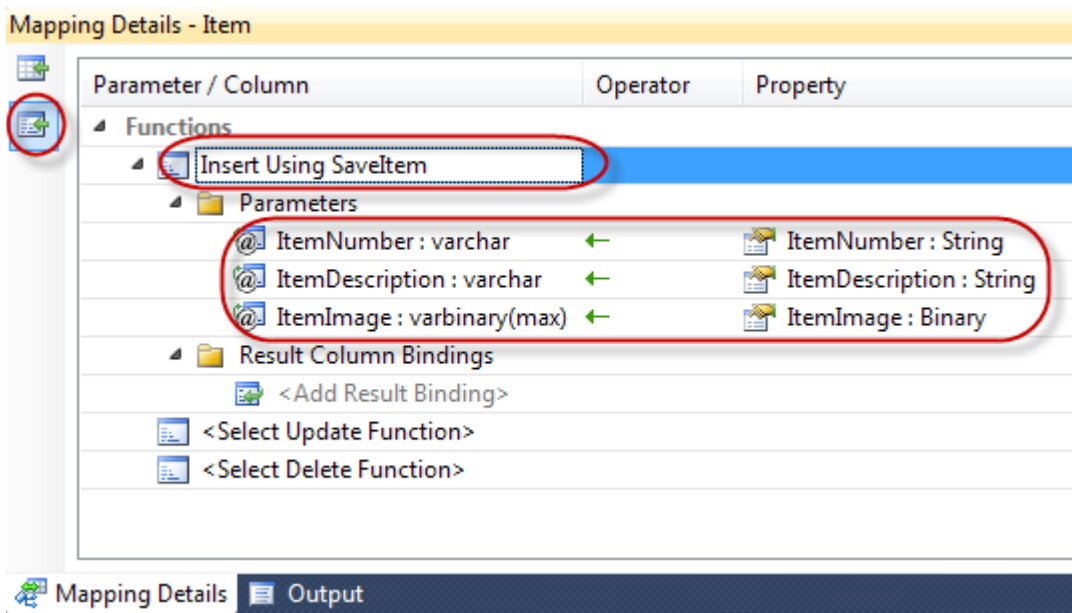 Mapping Details - Item
Parameter / Column Operator Property
Functions
Insert Using SaveItem
Parameters
@ ItemNumber : varchar ← ItemNumber : String
@ ItemDescription : varchar ← ItemDescription : String
@ ItemImage : varbinary(max) ← ItemImage : Binary
Result Column Bindings
<Add Result Binding>
<Select Update Function>
<Select Delete Function>
Mapping Details Output